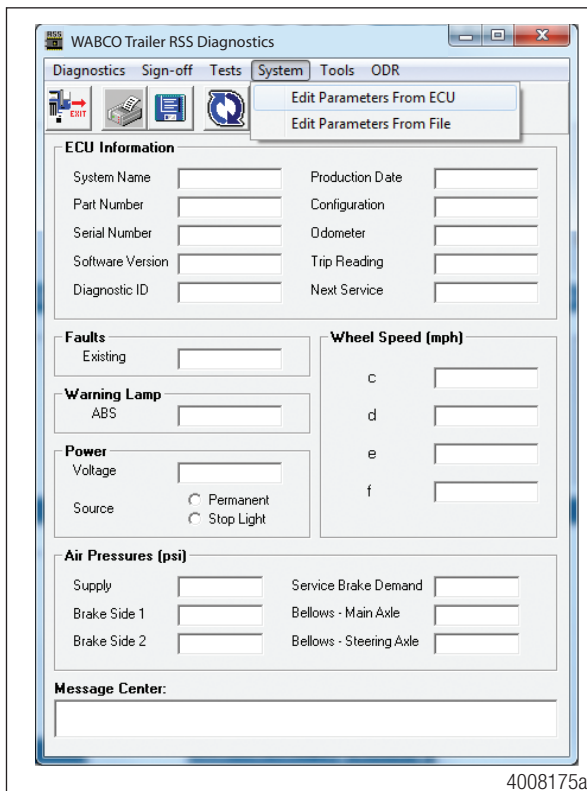 RSS
WABCO Trailer RSS Diagnostics
Diagnostics Sign-off Tests System Tools ODR
EXIT
Edit Parameters From ECU
Edit Parameters From File
ECU Information
System Name Production Date
Part Number Configuration
Serial Number Odometer
Software Version Trip Reading
Diagnostic ID Next Service
Faults
Existing
Wheel Speed (mph)
c
d
e
f
Warning Lamp
ABS
Power
Voltage
Source Permanent
Stop Light
Air Pressures (psi)
Supply Service Brake Demand
Brake Side 1 Bellows - Main Axle
Brake Side 2 Bellows - Steering Axle
Message Center:
4008175a